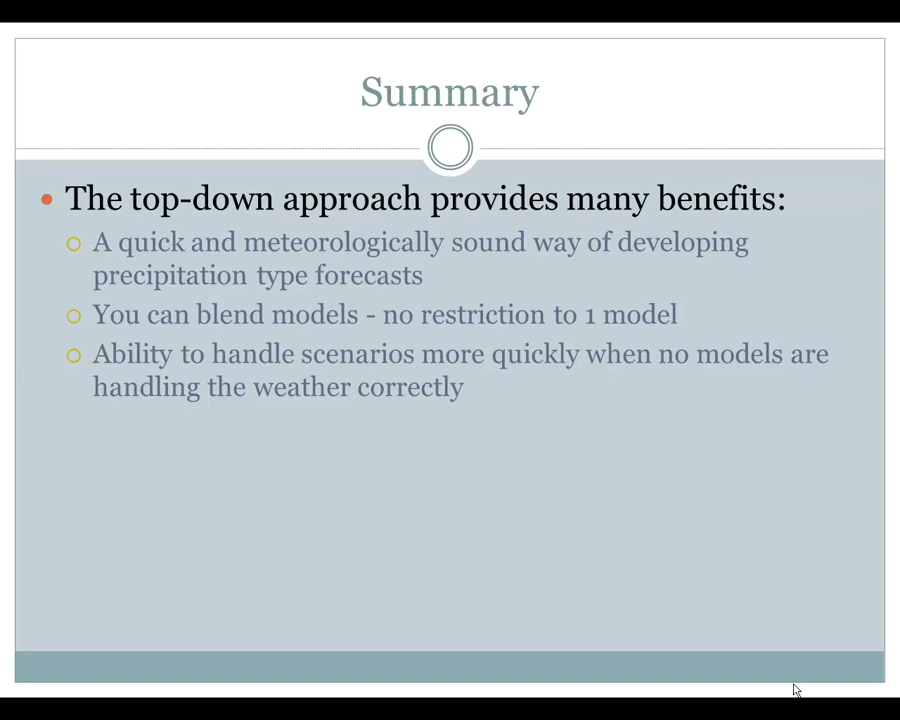 Summary
The top-down approach provides many benefits:
A quick and meteorologically sound way of developing
precipitation type forecasts
You can blend models - no restriction to 1 model
Ability to handle scenarios more quickly when no models are
handling the weather correctly